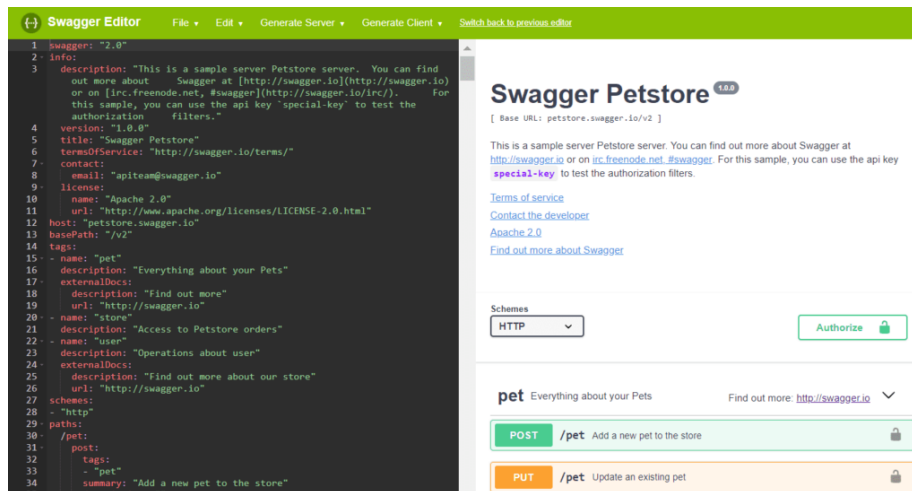 Swagger Editor File Edit Generate Server Generate Client Switch back to previous editor
1 swagger: "2.0"
2 info:
3 description: "This is a sample server Petstore server. You can find
out more about Swagger at [http://swagger.io](http://swagger.io)
or on [irc.freenode.net, #swagger](http://swagger.io/irc/). For
this sample, you can use the api key `special-key` to test the
authorization filters."
4 version: "1.0.0"
5 title: "Swagger Petstore"
6 termsOfService: "http://swagger.io/terms/"
7 contact:
8 email: "apiteam@swagger.io"
9 license:
10 name: "Apache 2.0"
11 url: "http://www.apache.org/licenses/LICENSE-2.0.html"
12 host: "petstore.swagger.io"
13 basePath: "/v2"
14 tags:
15 - name: "pet"
16 description: "Everything about your Pets"
17 externalDocs:
18 description: "Find out more"
19 url: "http://swagger.io"
20 - name: "store"
21 description: "Access to Petstore orders"
22 - name: "user"
23 description: "Operations about user"
24 externalDocs:
25 description: "Find out more about our store"
26 url: "http://swagger.io"
27 schemes:
28 - "http"
29 paths:
30 /pet:
31 post:
32 tags:
33 - "pet"
34 summary: "Add a new pet to the store"
Swagger Petstore 1.0.0
[ Base URL: petstore.swagger.io/v2 ]
This is a sample server Petstore server. You can find out more about Swagger at
http://swagger.io or on irc.freenode.net, #swagger. For this sample, you can use the api key
special-key to test the authorization filters.
Terms of service
Contact the developer
Apache 2.0
Find out more about Swagger
Schemes
HTTP
Authorize
pet Everything about your Pets Find out more: http://swagger.io
POST /pet Add a new pet to the store
PUT /pet Update an existing pet